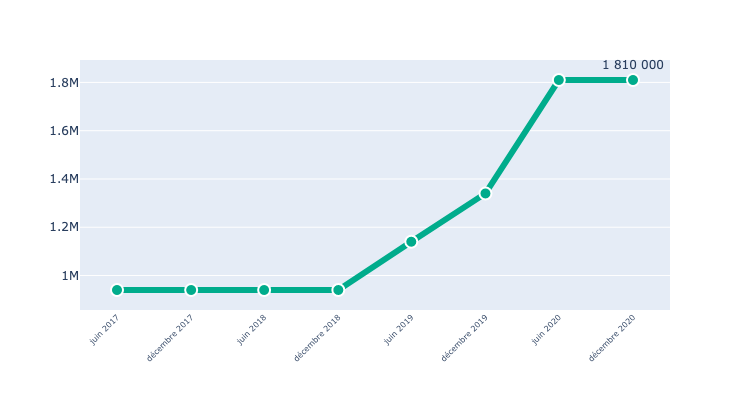 1 810 000
1.8M
1.6M
1.4M
1.2M
1M
juin 2017
décembre 2017
juin 2018
décembre 2018
juin 2019
décembre 2019
juin 2020
décembre 2020